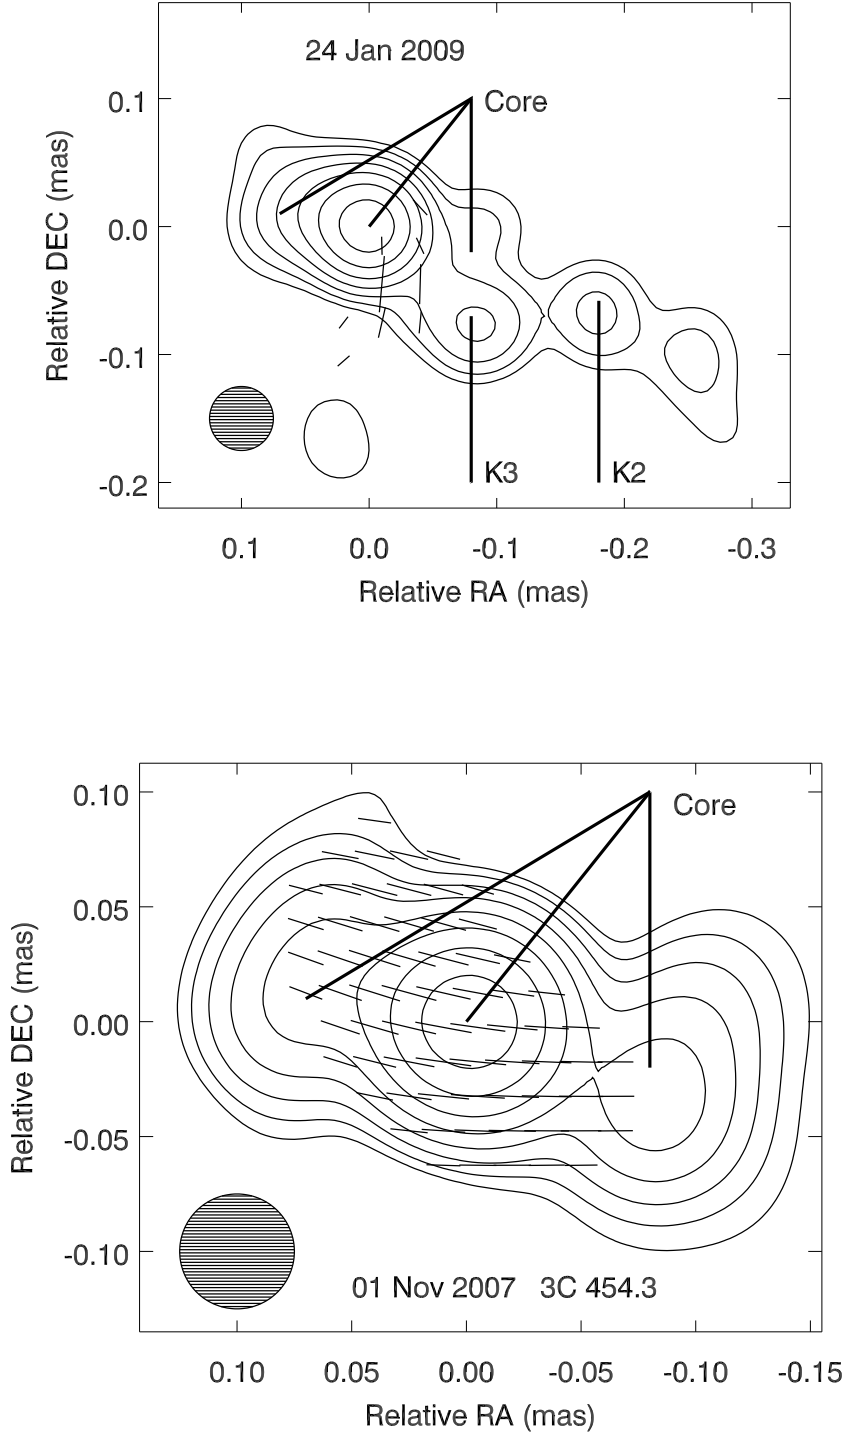 24 Jan 2009
Core
0.1
0.0
-0.1
-0.2
Relative DEC (mas)
K3
K2
0.1 0.0 -0.1 -0.2 -0.3
Relative RA (mas)
Core
0.10
0.05
0.00
-0.05
-0.10
Relative DEC (mas)
01 Nov 2007 3C 454.3
0.10 0.05 0.00 -0.05 -0.10 -0.15
Relative RA (mas)